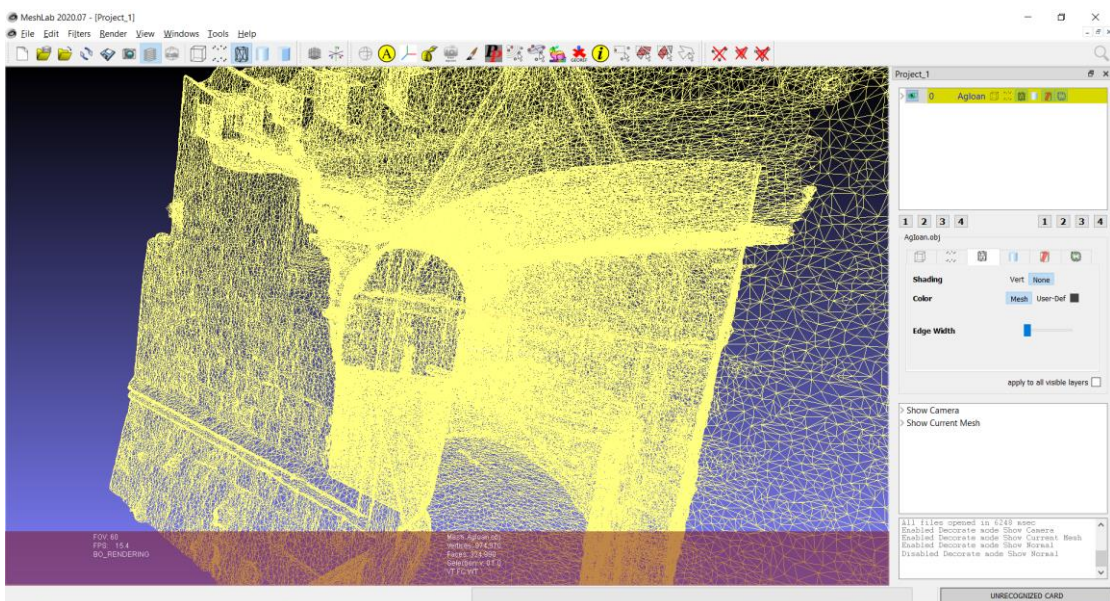 MeshLab 2020.07 - [Project_1]
File Edit Filters Render View Windows Tools Help
Project_1
0 Agloan
1 2 3 4 1 2 3 4
Agloan.obj
Shading Vert None
Color Mesh User-Def
Edge Width
apply to all visible layers
Show Camera
Show Current Mesh
All files opened in 6248 msec
Enabled Decorate mode Show Camera
Enabled Decorate mode Show Current Mesh
Enabled Decorate mode Show Normal
Disabled Decorate mode Show Normal
FOV: 60
FPS: 15.4
BO_RENDERING
Mesh: Agloan.obj
UNRECOGNIZED CARD